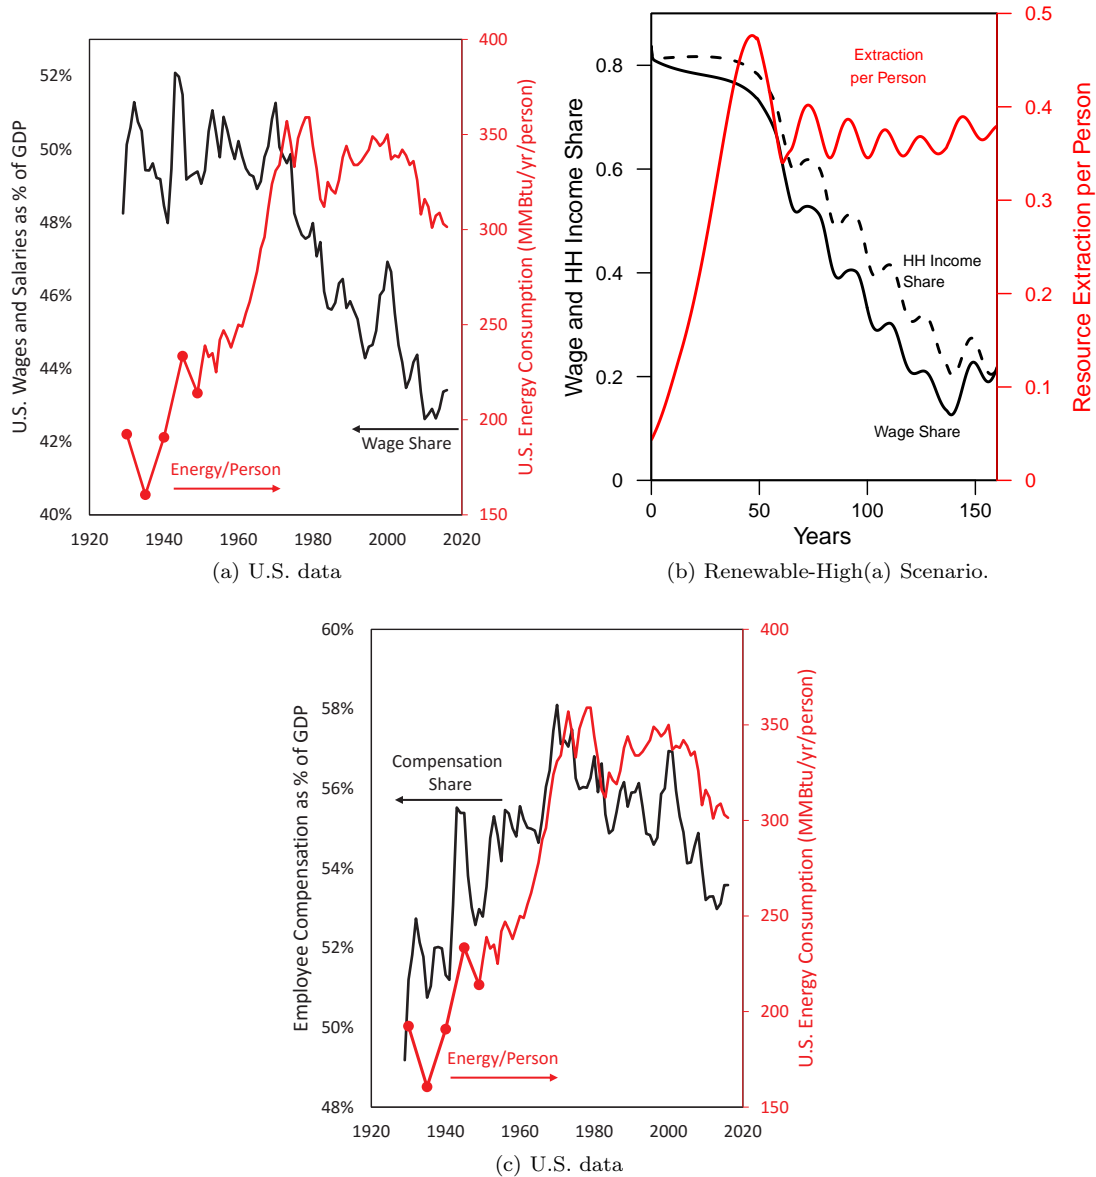 U.S. Wages and Salaries as % of GDP
52%
50%
48%
46%
44%
42%
40%
1920
1940
1960
1980
2000
2020
400
350
300
250
200
150
U.S. Energy Consumption (MMBtu/yr/person)
Wage Share
Energy/Person
(a) U.S. data
Wage and HH Income Share
0.8
0.6
0.4
0.2
0
0
50
100
150
Years
0.5
0.4
0.3
0.2
0.1
0
Resource Extraction per Person
Extraction
per Person
HH Income
Share
Wage Share
(b) Renewable-High(a) Scenario.
Employee Compensation as % of GDP
60%
58%
56%
54%
52%
50%
48%
1920
1940
1960
1980
2000
2020
400
350
300
250
200
150
U.S. Energy Consumption (MMBtu/yr/person)
Compensation
Share
Energy/Person
(c) U.S. data